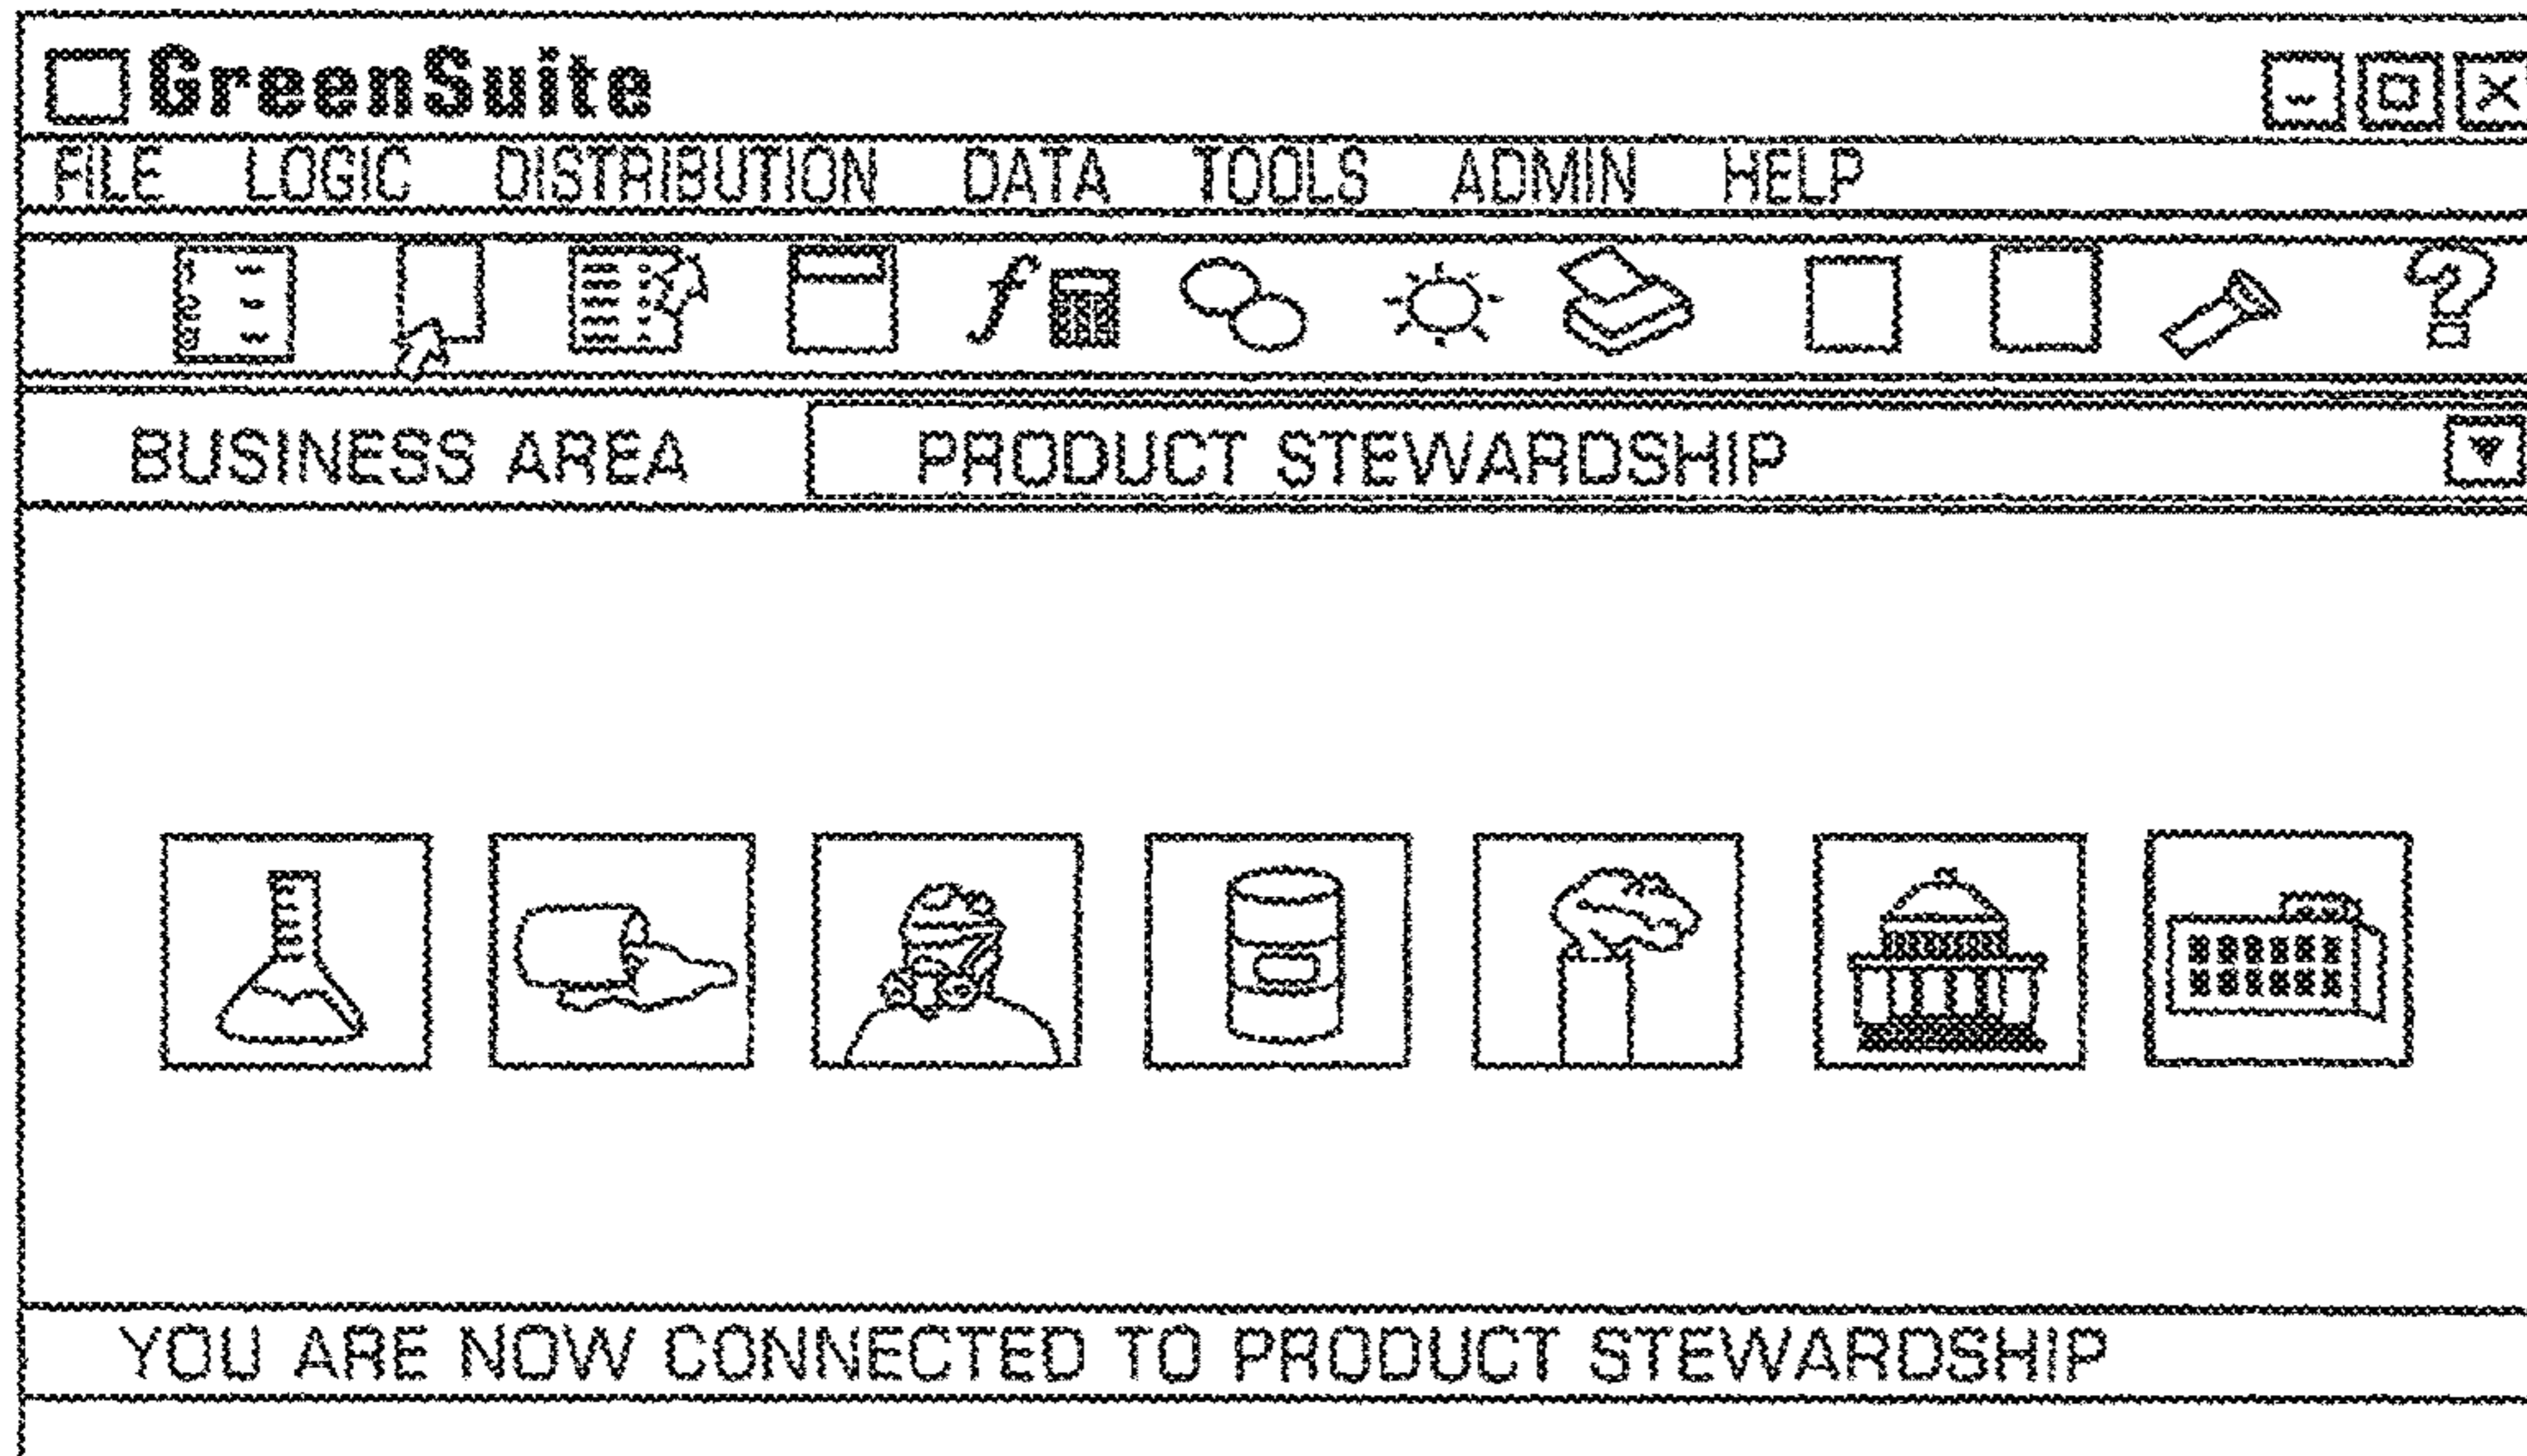 GreenSuite
FILE LOGIC DISTRIBUTION DATA TOOLS ADMIN HELP
BUSINESS AREA PRODUCT STEWARDSHIP
YOU ARE NOW CONNECTED TO PRODUCT STEWARDSHIP